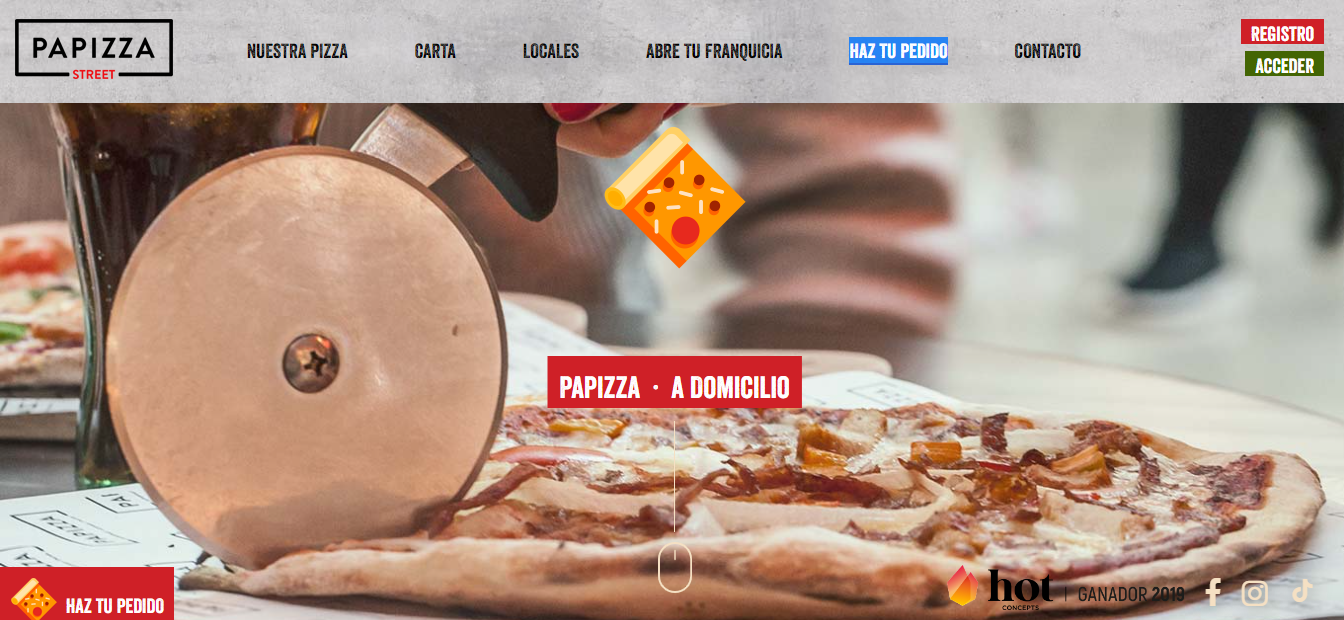 PAPIZZA
STREET
NUESTRA PIZZA
CARTA
LOCALES
ABRE TU FRANQUICIA
HAZ TU PEDIDO
CONTACTO
REGISTRO
ACCEDER
PAPIZZA · A DOMICILIO
PAPIZZA
HAZ TU PEDIDO
hot
CONCEPTS
GANADOR 2019